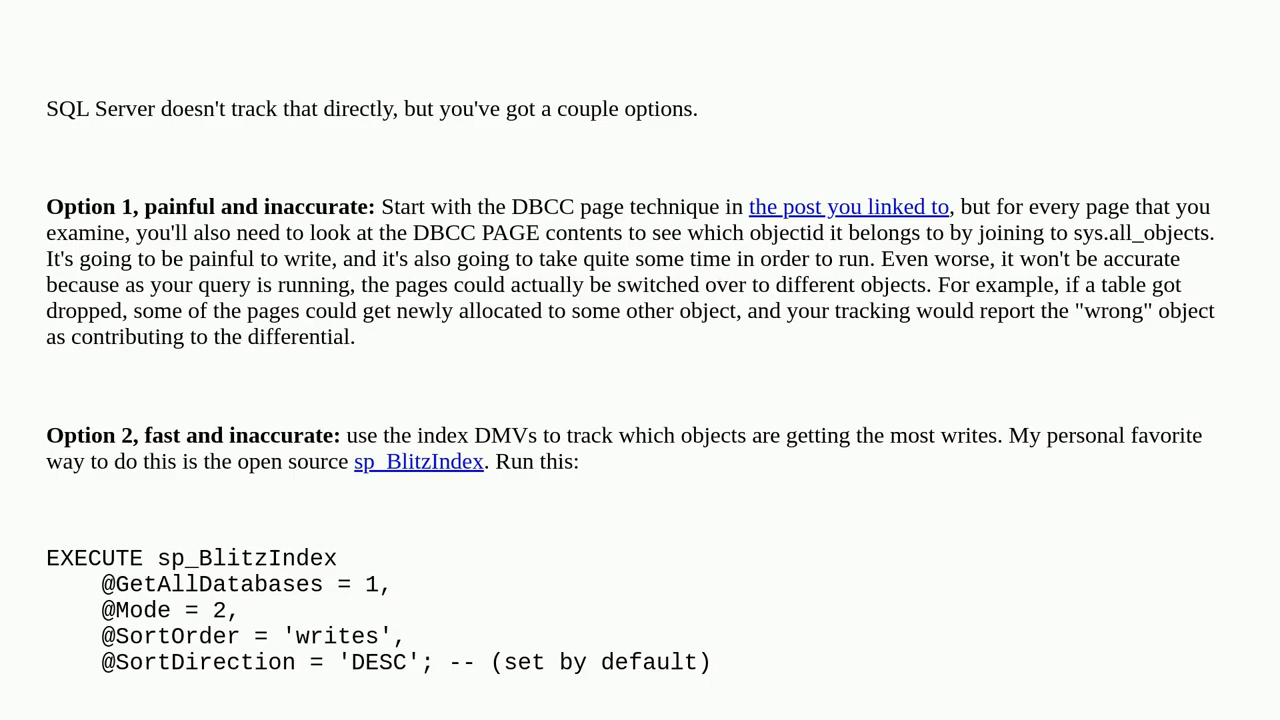 SQL Server doesn't track that directly, but you've got a couple options.
Option 1, painful and inaccurate: Start with the DBCC page technique in the post you linked to, but for every page that you
examine, you'll also need to look at the DBCC PAGE contents to see which objectid it belongs to by joining to sys.all_objects.
It's going to be painful to write, and it's also going to take quite some time in order to run. Even worse, it won't be accurate
because as your query is running, the pages could actually be switched over to different objects. For example, if a table got
dropped, some of the pages could get newly allocated to some other object, and your tracking would report the "wrong" object
as contributing to the differential.
Option 2, fast and inaccurate: use the index DMVs to track which objects are getting the most writes. My personal favorite
way to do this is the open source sp_BlitzIndex. Run this:
EXECUTE sp_BlitzIndex
    @GetAllDatabases = 1,
    @Mode = 2,
    @SortOrder = 'writes',
    @SortDirection = 'DESC'; -- (set by default)